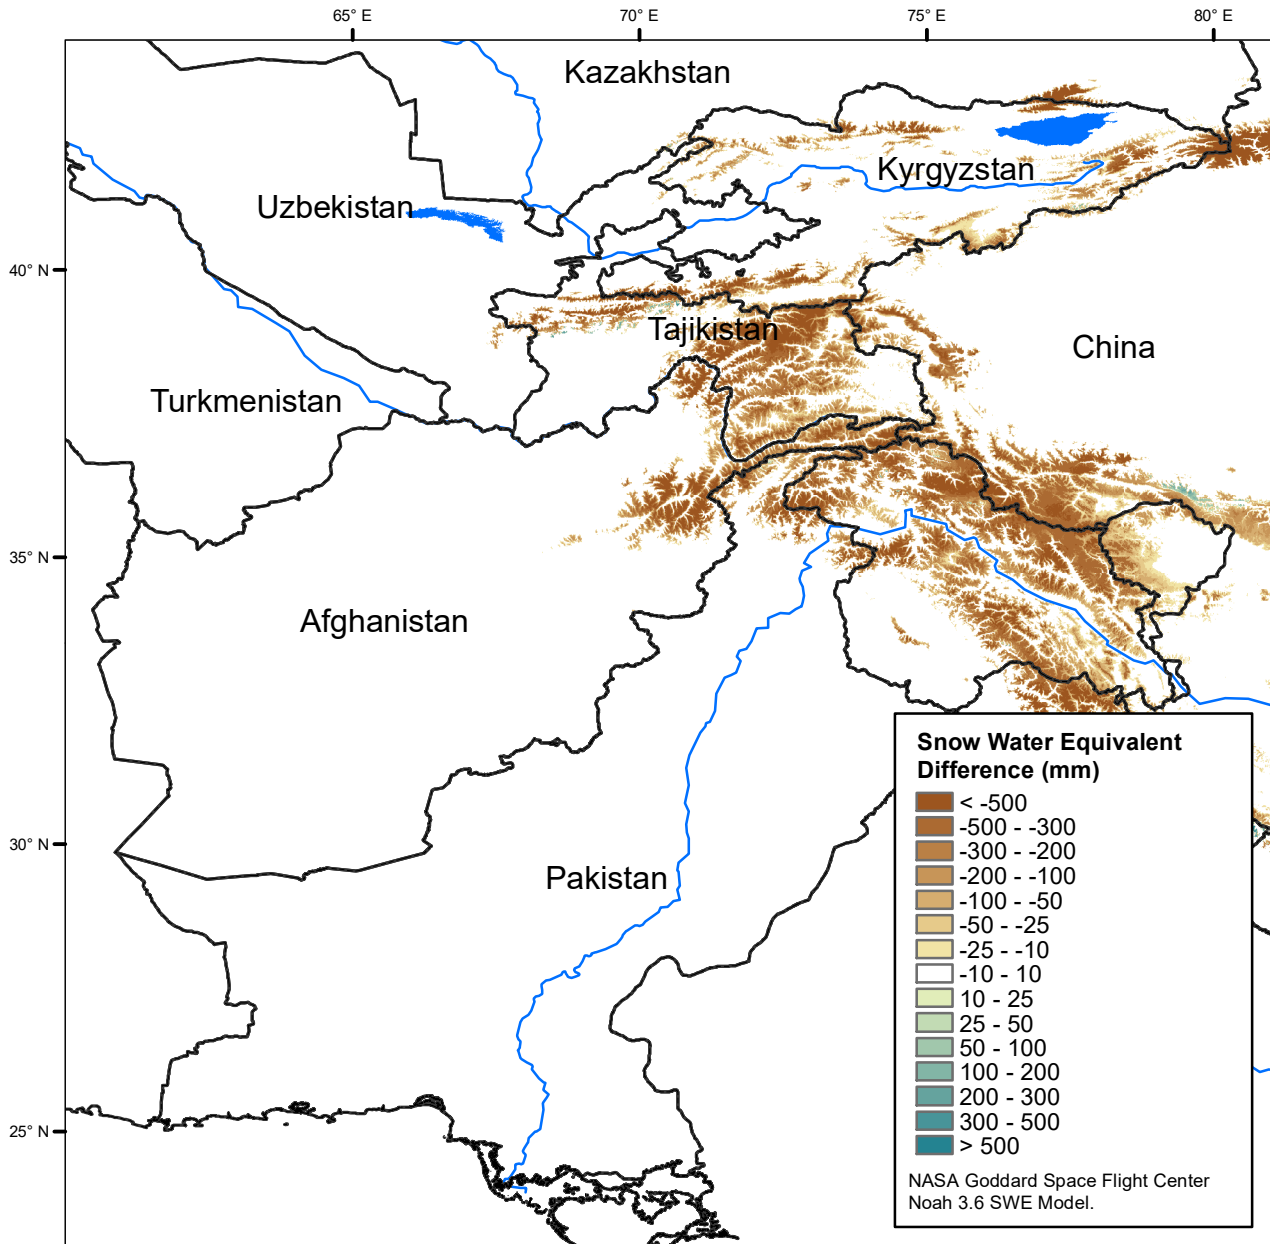 65° E
70° E
75° E
80° E
Kazakhstan
Kyrgyzstan
Uzbekistan
40° N
Tajikistan
China
Turkmenistan
35° N
Afghanistan
30° N
Pakistan
25° N
Snow Water Equivalent
Difference (mm)
< -500
-500 - -300
-300 - -200
-200 - -100
-100 - -50
-50 - -25
-25 - -10
-10 - 10
10 - 25
25 - 50
50 - 100
100 - 200
200 - 300
300 - 500
> 500
NASA Goddard Space Flight Center
Noah 3.6 SWE Model.